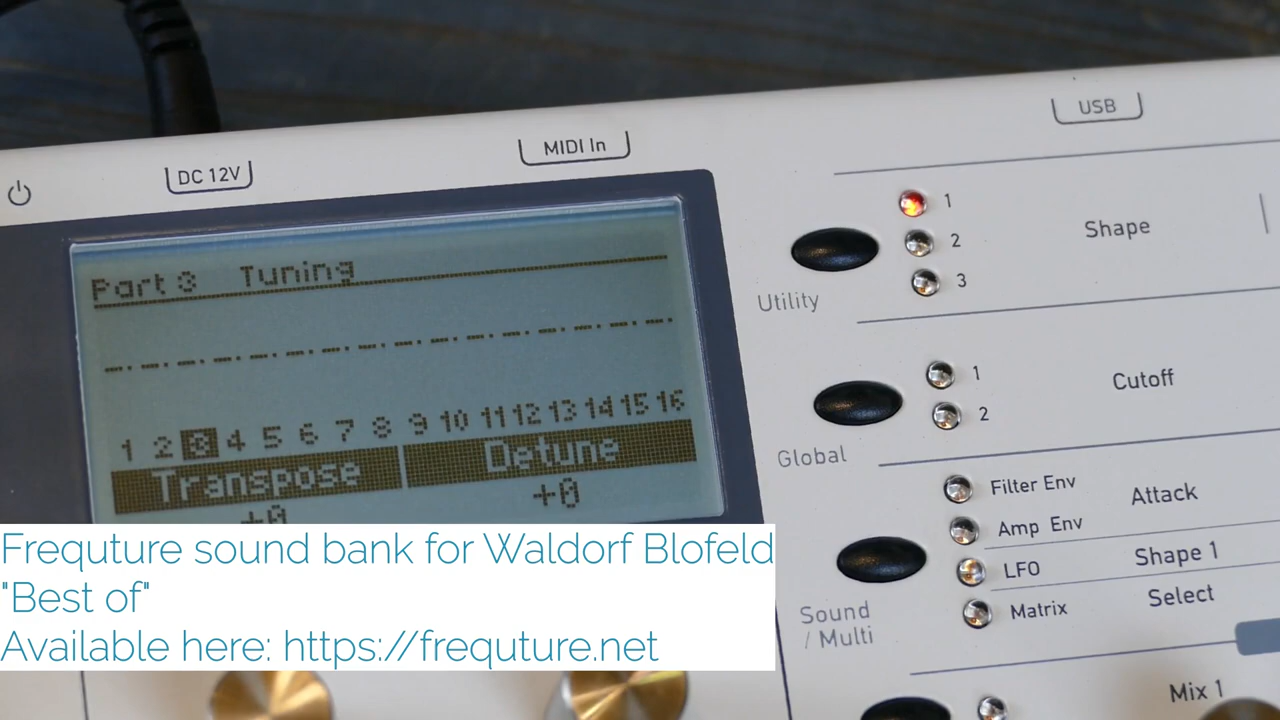 USB
MIDI In
DC 12V
Part 3 Tuning
1 2 3 4 5 6 7 8 9 10 11 12 13 14 15 16
Transpose Detune
+0 +0
1
2
3
Shape
Utility
1
2
Cutoff
Global
Filter Env
Amp Env
Attack
LFO
Shape 1
Matrix
Select
Sound
/ Multi
Mix 1
Frequture sound bank for Waldorf Blofeld
"Best of"
Available here: https://frequture.net